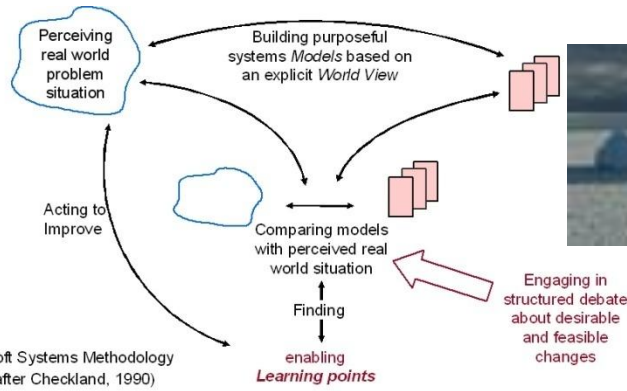 Perceiving
real world
problem
situation
Building purposeful
systems Models based on
an explicit World View
Acting to
Improve
Comparing models
with perceived real
world situation
Finding
enabling
Learning points
Engaging in
structured debate
about desirable
and feasible
changes
oft Systems Methodology
after Checkland, 1990)